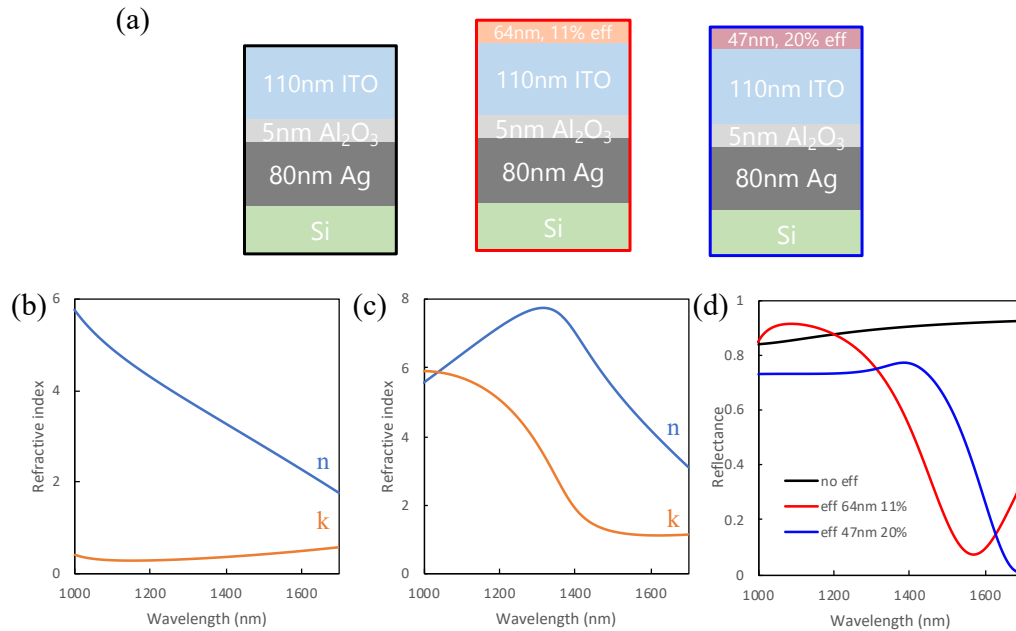 (a)
110nm ITO
5nm Al₂O₃
80nm Ag
Si
64nm, 11% eff
110nm ITO
5nm Al₂O₃
80nm Ag
Si
47nm, 20% eff
110nm ITO
5nm Al₂O₃
80nm Ag
Si
(b)
Refractive index
6
4
2
0
n
k
1000
1200
1400
1600
Wavelength (nm)
(c)
Refractive index
8
6
4
2
0
n
k
1000
1200
1400
1600
Wavelength (nm)
(d)
Reflectance
1
0.8
0.6
0.4
0.2
0
no eff
eff 64nm 11%
eff 47nm 20%
1000
1200
1400
1600
Wavelength (nm)